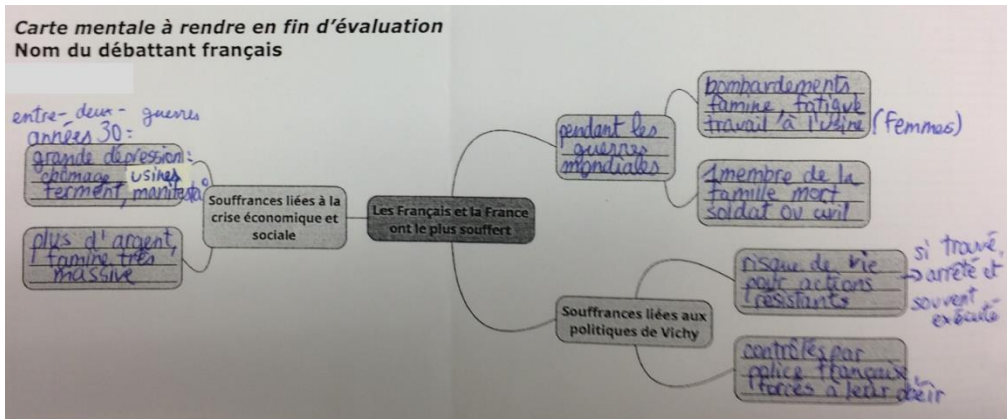 Carte mentale à rendre en fin d'évaluation
Nom du débattant français
entre-deux-guerres
années 30:
grande dépression:
chomage, usines
ferment, manifesta°
plus d'argent,
famine très
massive
Souffrances liées à la
crise économique et
sociale
Les Français et la France
ont le plus souffert
pendant les
guerres
mondiales
bombardements,
famine, fatigue
travail à l'usine (femmes)
1 membre de la
famille mort
soldat ou civil
Souffrances liées aux
politiques de Vichy
risque de vie
pour actions
résistants
si trouvé,
→ arrêté et
souvent
exécuté
contrôlés par
police française
forcés à leur obéir